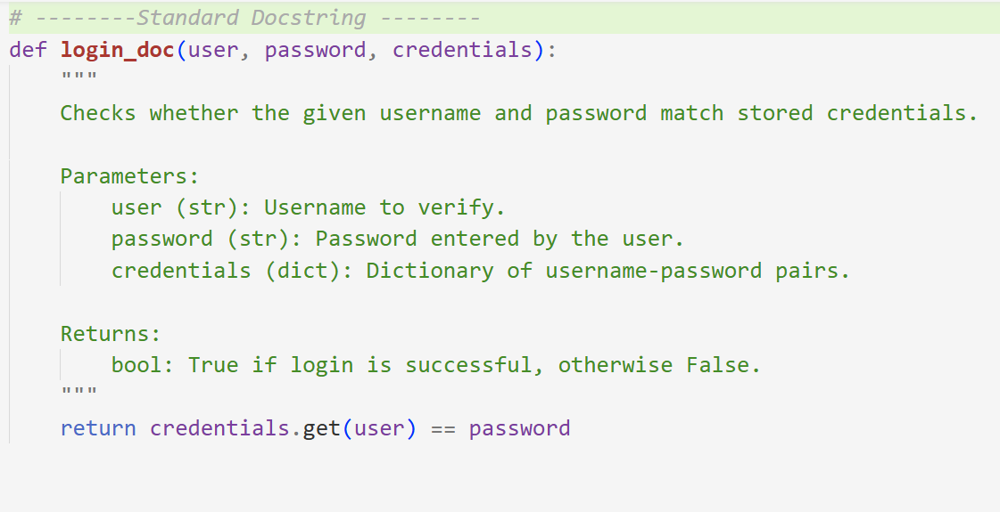 # --------Standard Docstring --------
def login_doc(user, password, credentials):
    """
    Checks whether the given username and password match stored credentials.

    Parameters:
        user (str): Username to verify.
        password (str): Password entered by the user.
        credentials (dict): Dictionary of username-password pairs.

    Returns:
        bool: True if login is successful, otherwise False.
    """
    return credentials.get(user) == password